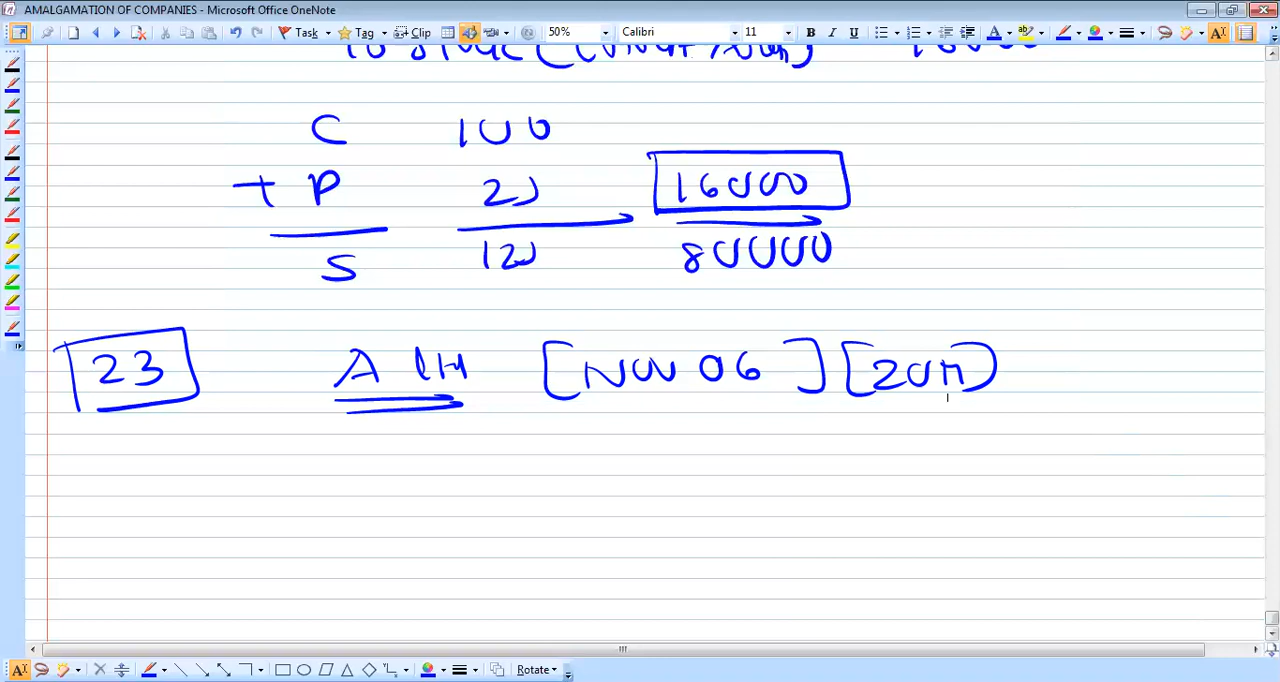 AMALGAMATION OF COMPANIES - Microsoft Office OneNote
Task Tag Clip 50% Calibri 11 B I U
C 100
+ P 20 16000
S 120 80000
23 A LtH [Nov 06] [20M]
Rotate